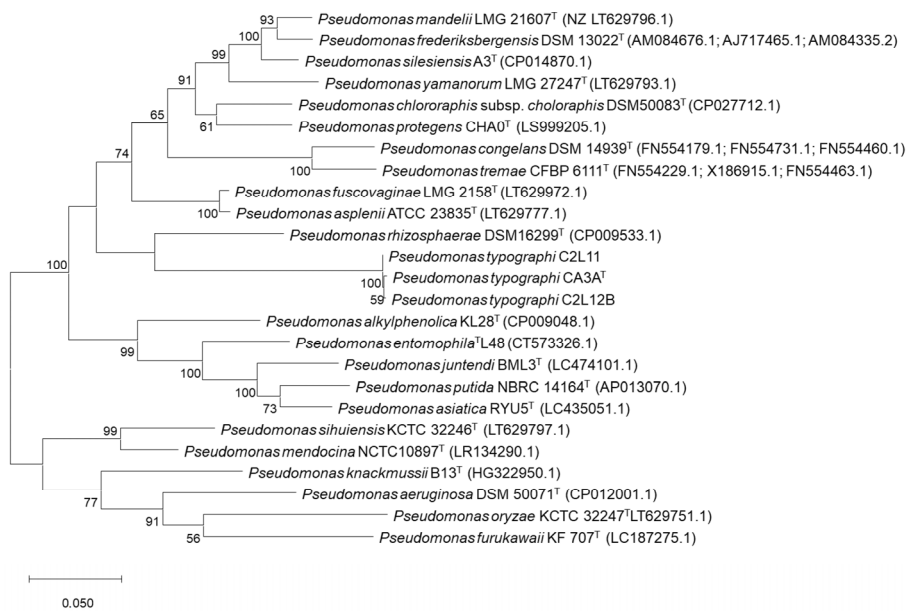 93 Pseudomonas mandelii LMG 21607ᵀ (NZ LT629796.1)
100 Pseudomonas frederiksbergensis DSM 13022ᵀ (AM084676.1; AJ717465.1; AM084335.2)
99 Pseudomonas silesiensis A3ᵀ (CP014870.1)
91 Pseudomonas yamanorum LMG 27247ᵀ (LT629793.1)
Pseudomonas chlororaphis subsp. choloraphis DSM50083ᵀ (CP027712.1)
65 61 Pseudomonas protegens CHA0ᵀ (LS999205.1)
Pseudomonas congelans DSM 14939ᵀ (FN554179.1; FN554731.1; FN554460.1)
74 100 Pseudomonas tremae CFBP 6111ᵀ (FN554229.1; X186915.1; FN554463.1)
Pseudomonas fuscovaginae LMG 2158ᵀ (LT629972.1)
100 Pseudomonas asplenii ATCC 23835ᵀ (LT629777.1)
Pseudomonas rhizosphaerae DSM16299ᵀ (CP009533.1)
Pseudomonas typographi C2L11
100 100 Pseudomonas typographi CA3Aᵀ
59 Pseudomonas typographi C2L12B
Pseudomonas alkylphenolica KL28ᵀ (CP009048.1)
99 Pseudomonas entomophilaᵀL48 (CT573326.1)
100 Pseudomonas juntendi BML3ᵀ (LC474101.1)
100 Pseudomonas putida NBRC 14164ᵀ (AP013070.1)
73 Pseudomonas asiatica RYU5ᵀ (LC435051.1)
99 Pseudomonas sihuiensis KCTC 32246ᵀ (LT629797.1)
Pseudomonas mendocina NCTC10897ᵀ (LR134290.1)
Pseudomonas knackmussii B13ᵀ (HG322950.1)
77 Pseudomonas aeruginosa DSM 50071ᵀ (CP012001.1)
91 Pseudomonas oryzae KCTC 32247ᵀLT629751.1)
56 Pseudomonas furukawaii KF 707ᵀ (LC187275.1)
0.050